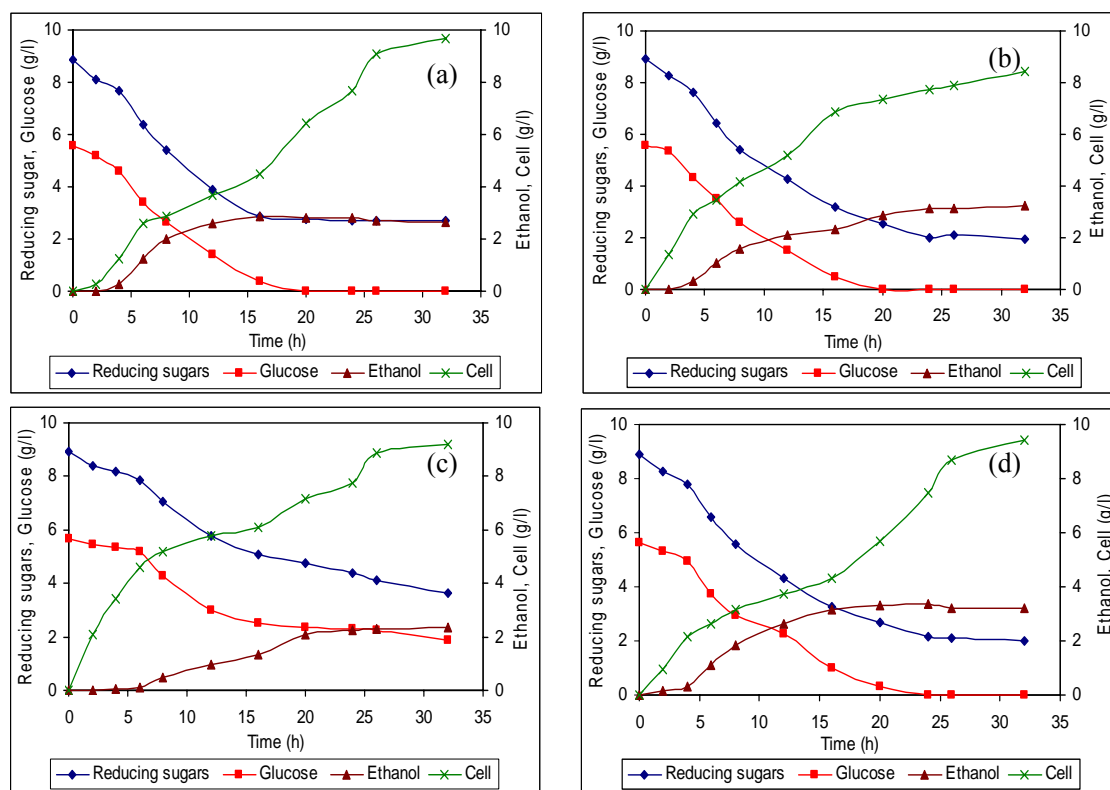 Reducing sugar, Glucose (g/l)
10
8
6
4
2
0
(a)
10
8
6
4
2
0
Ethanol, Cell (g/l)
0 5 10 15 20 25 30 35
Time (h)
Reducing sugars Glucose Ethanol Cell
Reducing sugars, Glucose (g/l)
10
8
6
4
2
0
(b)
10
8
6
4
2
0
Ethanol, Cell (g/l)
0 5 10 15 20 25 30 35
Time (h)
Reducing sugars Glucose Ethanol Cell
Reducing sugars, Glucose (g/l)
10
8
6
4
2
0
(c)
10
8
6
4
2
0
Ethanol, Cell (g/l)
0 5 10 15 20 25 30 35
Time (h)
Reducing sugars Glucose Ethanol Cell
Reducing sugars, Glucose (g/l)
10
8
6
4
2
0
(d)
10
8
6
4
2
0
Ethanol, Cell (g/l)
0 5 10 15 20 25 30 35
Time (h)
Reducing sugars Glucose Ethanol Cell